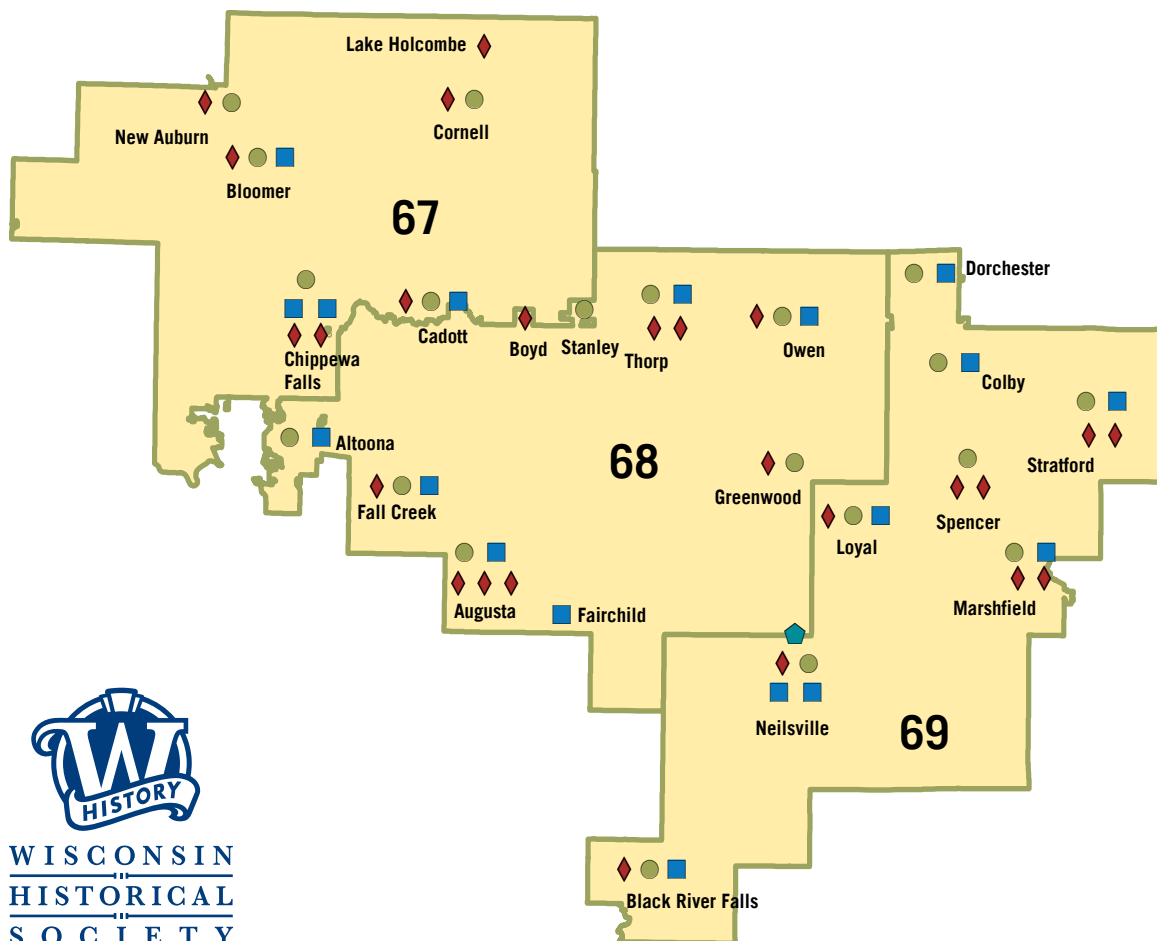 Lake Holcombe
New Auburn
Cornell
Bloomer
67
Dorchester
Chippewa
Falls
Cadott
Boyd
Stanley
Thorp
Owen
Colby
Altoona
68
Stratford
Fall Creek
Greenwood
Spencer
Loyal
Augusta
Fairchild
Marshfield
Neilsville
69
W
HISTORY
WISCONSIN
HISTORICAL
SOCIETY
Black River Falls